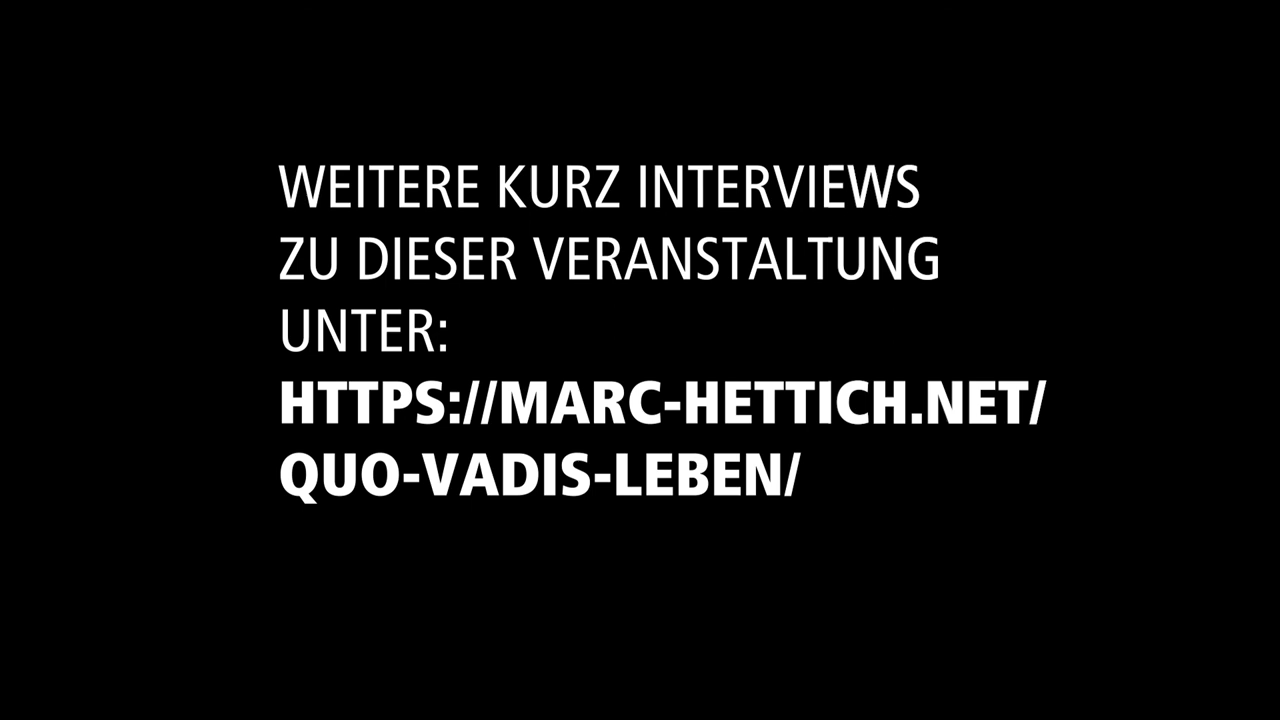 WEITERE KURZ INTERVIEWS
ZU DIESER VERANSTALTUNG
UNTER:
HTTPS://MARC-HETTICH.NET/
QUO-VADIS-LEBEN/